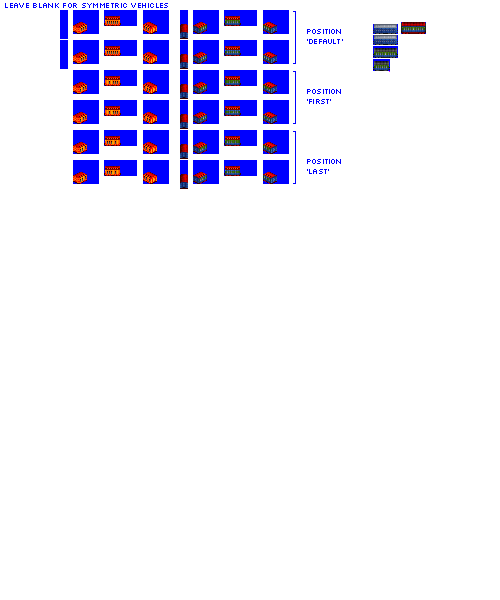 LEAVE BLANK FOR SYMMETRIC VEHICLES
POSITION
'DEFAULT'
POSITION
'FIRST'
POSITION
'LAST'